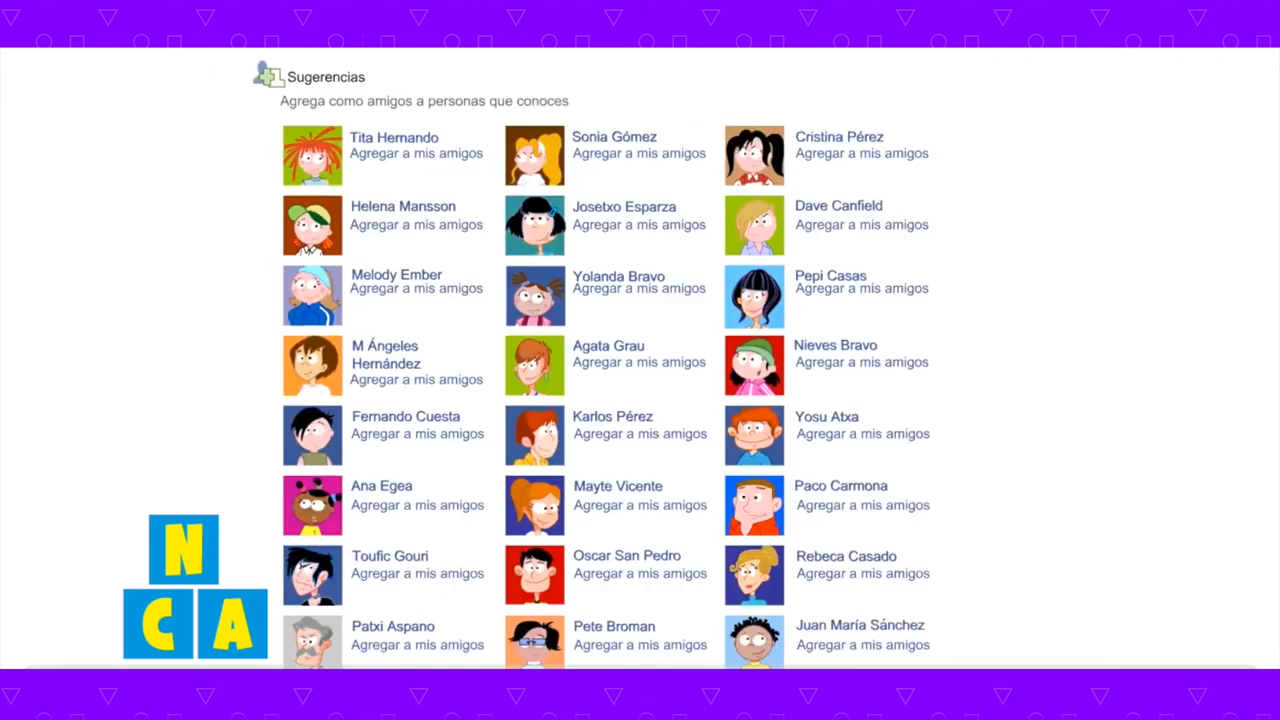 Sugerencias
Agrega como amigos a personas que conoces
Tita Hernando
Agregar a mis amigos
Sonia Gómez
Agregar a mis amigos
Cristina Pérez
Agregar a mis amigos
Helena Mansson
Agregar a mis amigos
Josetxo Esparza
Agregar a mis amigos
Dave Canfield
Agregar a mis amigos
Melody Ember
Agregar a mis amigos
Yolanda Bravo
Agregar a mis amigos
Pepi Casas
Agregar a mis amigos
M Ángeles
Hernández
Agregar a mis amigos
Agata Grau
Agregar a mis amigos
Nieves Bravo
Agregar a mis amigos
Fernando Cuesta
Agregar a mis amigos
Karlos Pérez
Agregar a mis amigos
Yosu Atxa
Agregar a mis amigos
Ana Egea
Agregar a mis amigos
Mayte Vicente
Agregar a mis amigos
Paco Carmona
Agregar a mis amigos
Toufic Gouri
Agregar a mis amigos
Oscar San Pedro
Agregar a mis amigos
Rebeca Casado
Agregar a mis amigos
Patxi Aspano
Agregar a mis amigos
Pete Broman
Agregar a mis amigos
Juan María Sánchez
Agregar a mis amigos
N
C A